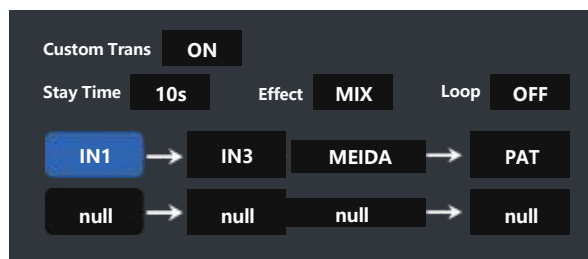 Custom Trans ON
Stay Time 10s Effect MIX Loop OFF
IN1 IN3 MEIDA PAT
null null null null